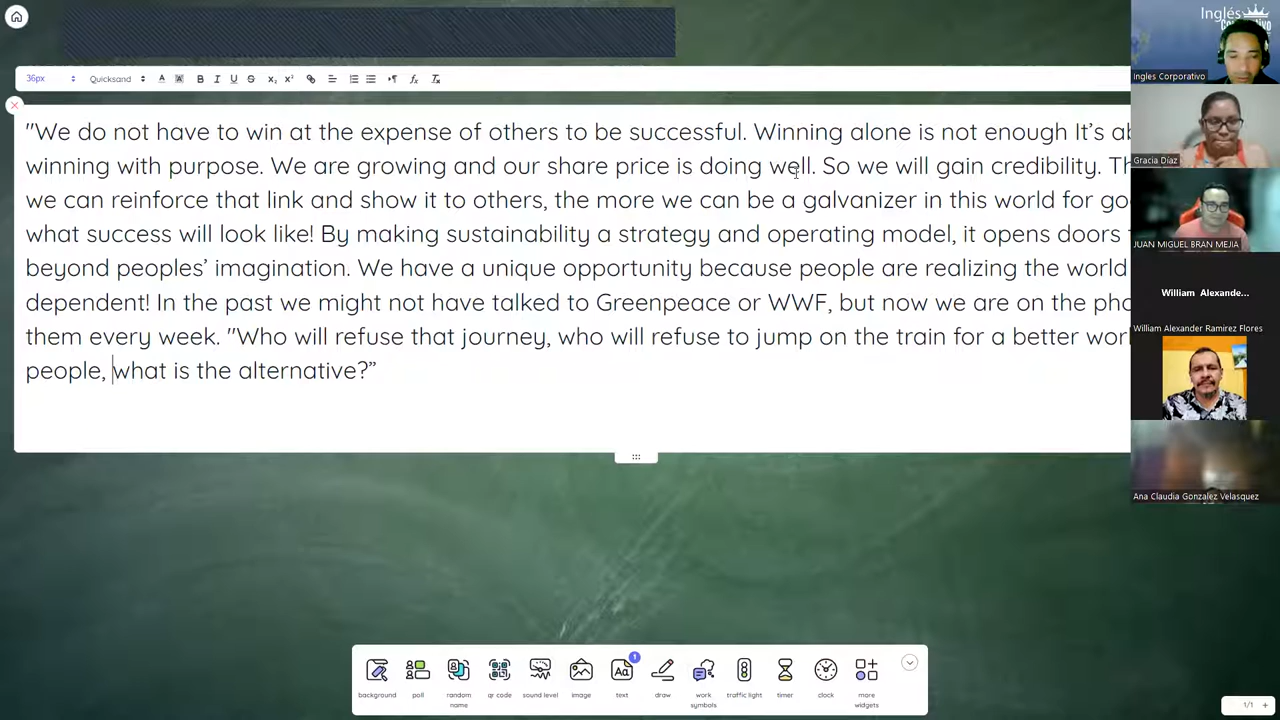 Inglés
Corporativo
Ingles Corporativo
36px
Quicksand
"We do not have to win at the expense of others to be successful. Winning alone is not enough It's ab
winning with purpose. We are growing and our share price is doing well. So we will gain credibility. Th
we can reinforce that link and show it to others, the more we can be a galvanizer in this world for go
what success will look like! By making sustainability a strategy and operating model, it opens doors
beyond peoples' imagination. We have a unique opportunity because people are realizing the world
dependent! In the past we might not have talked to Greenpeace or WWF, but now we are on the pho
them every week. "Who will refuse that journey, who will refuse to jump on the train for a better worl
people, what is the alternative?"
Gracia Díaz
JUAN MIGUEL BRAN MEJIA
William Alexande...
William Alexander Ramirez Flores
Ana Claudia Gonzalez Velasquez
background
poll
random name
qr code
sound level
image
1
text
draw
work symbols
traffic light
timer
clock
more widgets
1/1